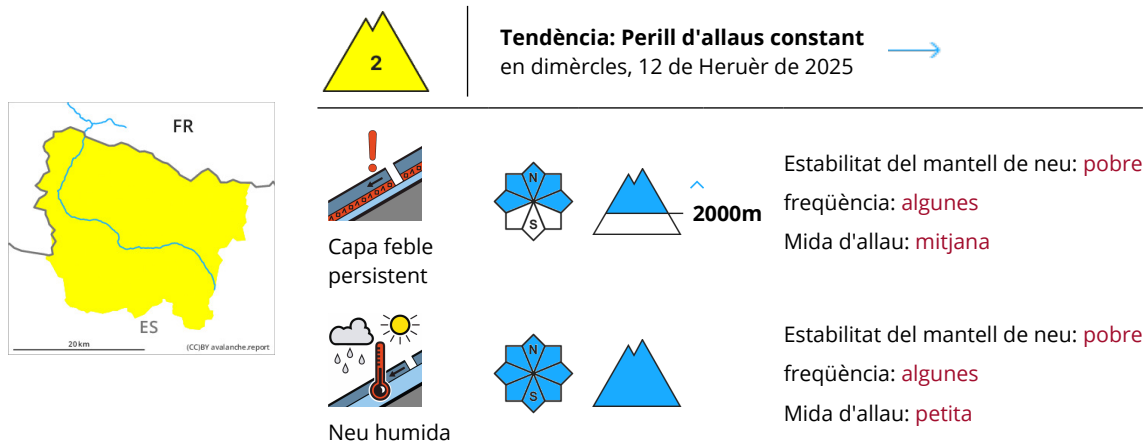 2
Tendència: Perill d'allaus constant
en dimèrcles, 12 de Heruèr de 2025
FR
ES
20 km
(CC)BY avalanche.report
N
S
2000m
Capa feble
persistent
Estabilitat del mantell de neu: pobre
freqüència: algunes
Mida d'allau: mitjana
N
S
Neu humida
Estabilitat del mantell de neu: pobre
freqüència: algunes
Mida d'allau: petita